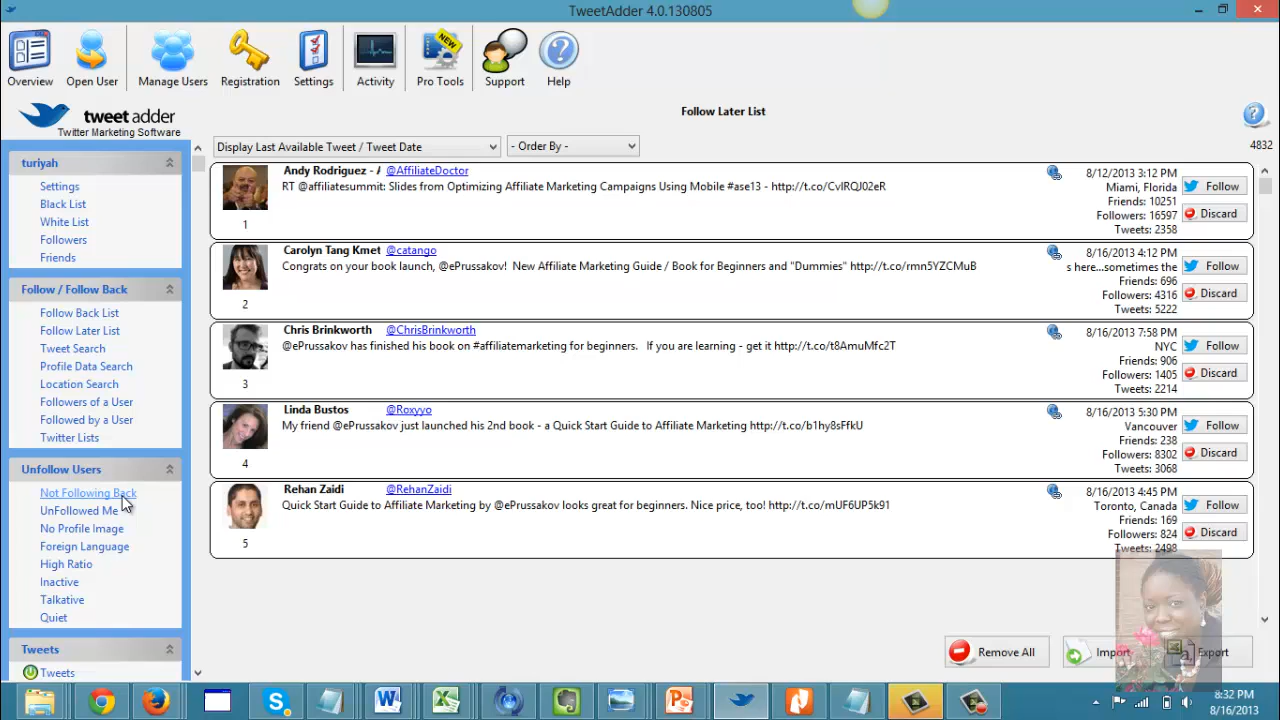 TweetAdder 4.0.130805
Overview
Open User
Manage Users
Registration
Settings
Activity
NEW
Pro Tools
Support
Help
tweet adder
Twitter Marketing Software
Follow Later List
turiyah
Settings
Black List
White List
Followers
Friends
Follow / Follow Back
Follow Back List
Follow Later List
Tweet Search
Profile Data Search
Location Search
Followers of a User
Followed by a User
Twitter Lists
Unfollow Users
Not Following Back
UnFollowed Me
No Profile Image
Foreign Language
High Ratio
Inactive
Talkative
Quiet
Tweets
Tweets
Display Last Available Tweet / Tweet Date
- Order By -
4832
Andy Rodriguez - A @AffiliateDoctor
RT @affiliatesummit: Slides from Optimizing Affiliate Marketing Campaigns Using Mobile #ase13 - http://t.co/CvIRQJ02eR
1
8/12/2013 3:12 PM
Miami, Florida
Friends: 10251
Followers: 16597
Tweets: 2358
Follow
Discard
Carolyn Tang Kmet @catango
Congrats on your book launch, @ePrussakov! New Affiliate Marketing Guide / Book for Beginners and "Dummies" http://t.co/rmn5YZCMuB
2
8/16/2013 4:12 PM
s here...sometimes the
Friends: 696
Followers: 4316
Tweets: 5222
Follow
Discard
Chris Brinkworth @ChrisBrinkworth
@ePrussakov has finished his book on #affiliatemarketing for beginners. If you are learning - get it http://t.co/t8AmuMfc2T
3
8/16/2013 7:58 PM
NYC
Friends: 906
Followers: 1405
Tweets: 2214
Follow
Discard
Linda Bustos @Roxyyo
My friend @ePrussakov just launched his 2nd book - a Quick Start Guide to Affiliate Marketing http://t.co/b1hy8sFfkU
4
8/16/2013 5:30 PM
Vancouver
Friends: 238
Followers: 8302
Tweets: 3068
Follow
Discard
Rehan Zaidi @RehanZaidi
Quick Start Guide to Affiliate Marketing by @ePrussakov looks great for beginners. Nice price, too! http://t.co/mUF6UP5k91
5
8/16/2013 4:45 PM
Toronto, Canada
Friends: 169
Followers: 824
Tweets: 2498
Follow
Discard
Remove All
Import
Export
8:32 PM
8/16/2013